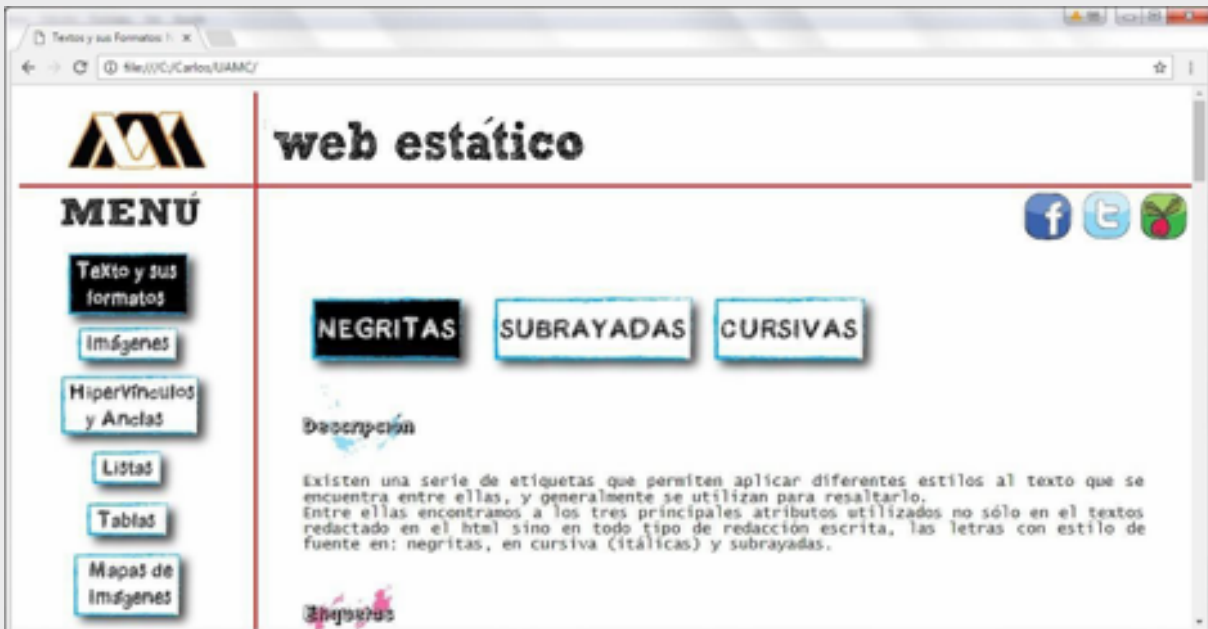 Textos y sus Formatos: N
file:///C:/Carlos/UAMC/
web estático
MENÚ
Texto y sus
formatos
Imágenes
HiperVínculos
y Anclas
Listas
Tablas
Mapas de
Imágenes
NEGRITAS
SUBRAYADAS
CURSIVAS
Descripción
Existen una serie de etiquetas que permiten aplicar diferentes estilos al texto que se
encuentra entre ellas, y generalmente se utilizan para resaltarlo.
Entre ellas encontramos a los tres principales atributos utilizados no sólo en el textos
redactado en el html sino en todo tipo de redacción escrita, las letras con estilo de
fuente en: negritas, en cursiva (itálicas) y subrayadas.
Etiquetas